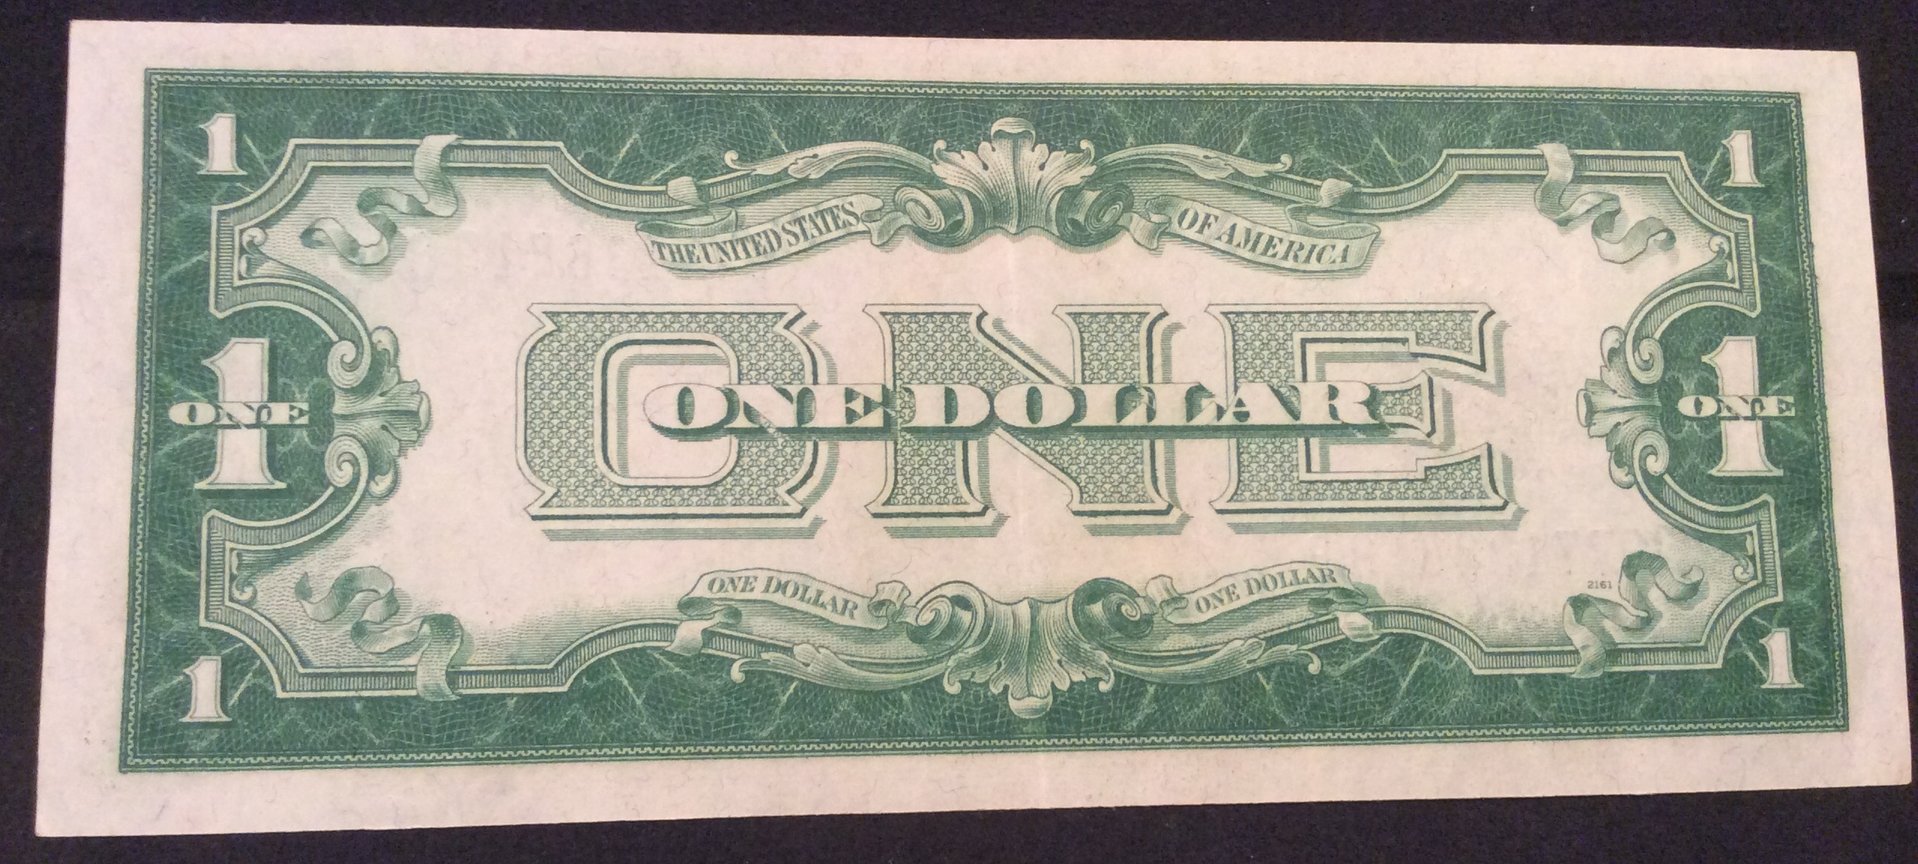 1 1
THE UNITED STATES OF AMERICA
ONE
1 ONE
ONE DOLLAR
1 ONE
ONE DOLLAR ONE DOLLAR
2161
1 1